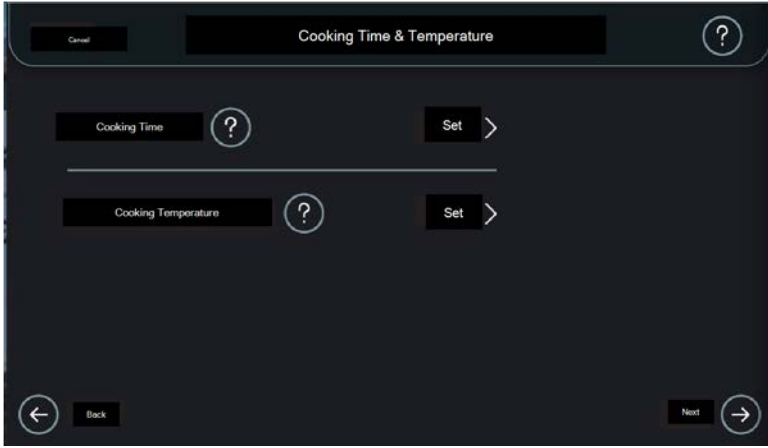 Cancel
Cooking Time & Temperature
?
Cooking Time
?
Set
Cooking Temperature
?
Set
Back
Next